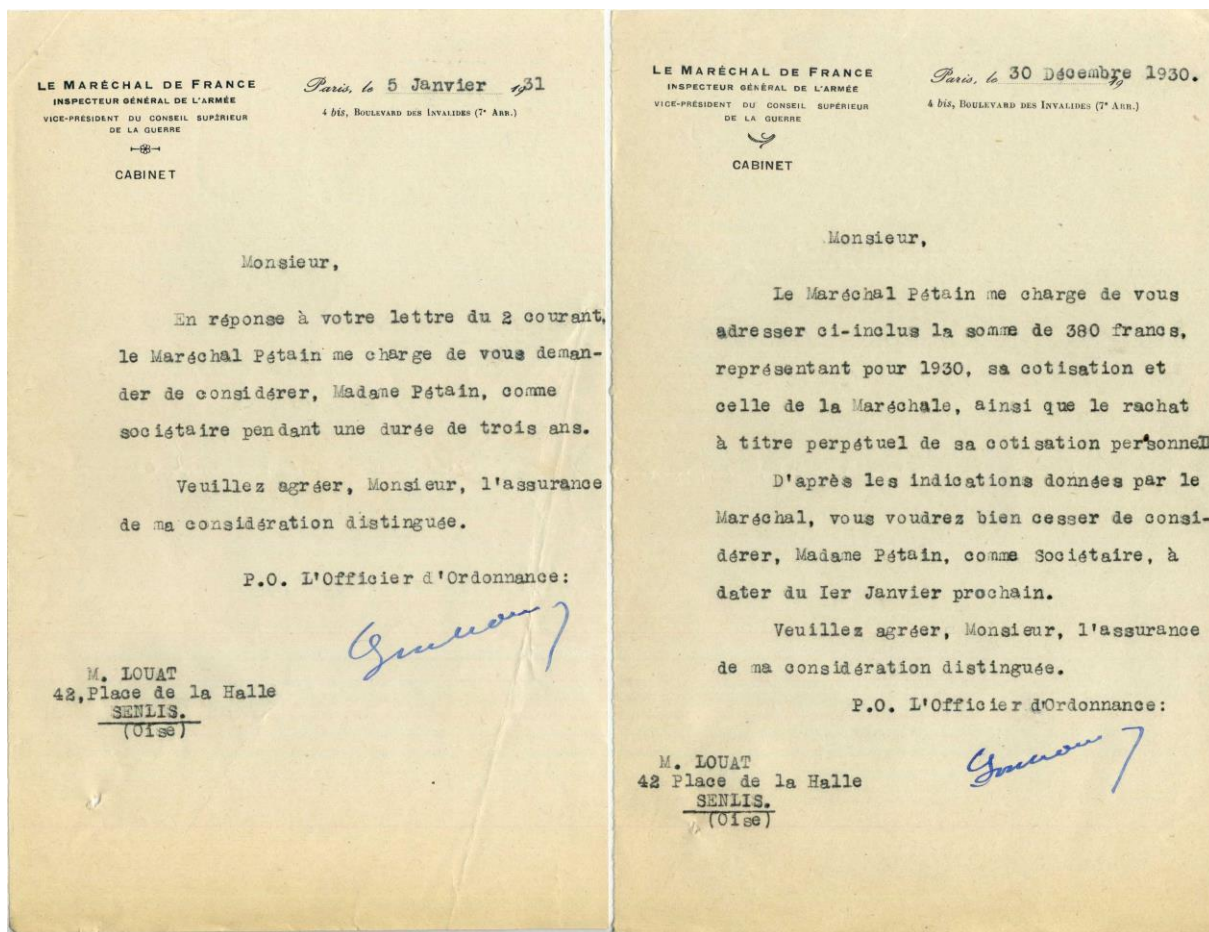 LE MARÉCHAL DE FRANCE
INSPECTEUR GÉNÉRAL DE L'ARMÉE
VICE-PRÉSIDENT DU CONSEIL SUPÉRIEUR
DE LA GUERRE
CABINET
Paris, le 5 Janvier 1931
4 bis, BOULEVARD DES INVALIDES (7e ARR.)
Monsieur,
En réponse à votre lettre du 2 courant,
le Maréchal Pétain me charge de vous deman-
der de considérer, Madame Pétain, comme
sociétaire pendant une durée de trois ans.
Veuillez agréer, Monsieur, l'assurance
de ma considération distinguée.
P.O. L'Officier d'Ordonnance:
M. LOUAT
42,Place de la Halle
SENLIS.
(Oise)
LE MARÉCHAL DE FRANCE
INSPECTEUR GÉNÉRAL DE L'ARMÉE
VICE-PRÉSIDENT DU CONSEIL SUPÉRIEUR
DE LA GUERRE
CABINET
Paris, le 30 Décembre 1930.
19
4 bis, BOULEVARD DES INVALIDES (7e ARR.)
Monsieur,
Le Maréchal Pétain me charge de vous
adresser ci-inclus la somme de 380 francs,
représentant pour 1930, sa cotisation et
celle de la Maréchale, ainsi que le rachat
à titre perpétuel de sa cotisation personnell
D'après les indications données par le
Maréchal, vous voudrez bien cesser de consi-
dérer, Madame Pétain, comme Sociétaire, à
dater du Ier Janvier prochain.
Veuillez agréer, Monsieur, l'assurance
de ma considération distinguée.
P.O. L'Officier d'Ordonnance:
M. LOUAT
42 Place de la Halle
SENLIS.
(Oise)